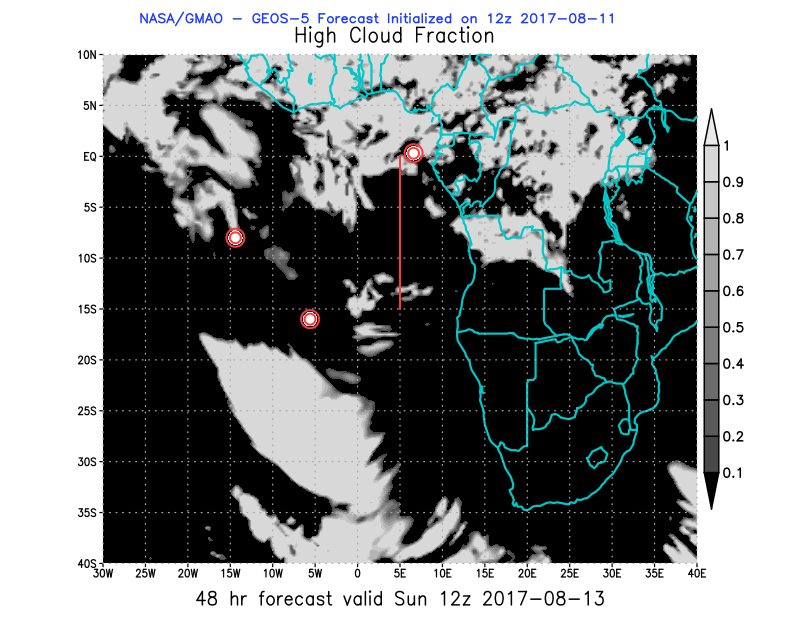 NASA/GMAO - GEOS-5 Forecast Initialized on 12z 2017-08-11
High Cloud Fraction
10N
5N
EQ
5S
10S
15S
20S
25S
30S
35S
40S
30W 25W 20W 15W 10W 5W 0 5E 10E 15E 20E 25E 30E 35E 40E
1
0.9
0.8
0.7
0.6
0.5
0.4
0.3
0.2
0.1
48 hr forecast valid Sun 12z 2017-08-13